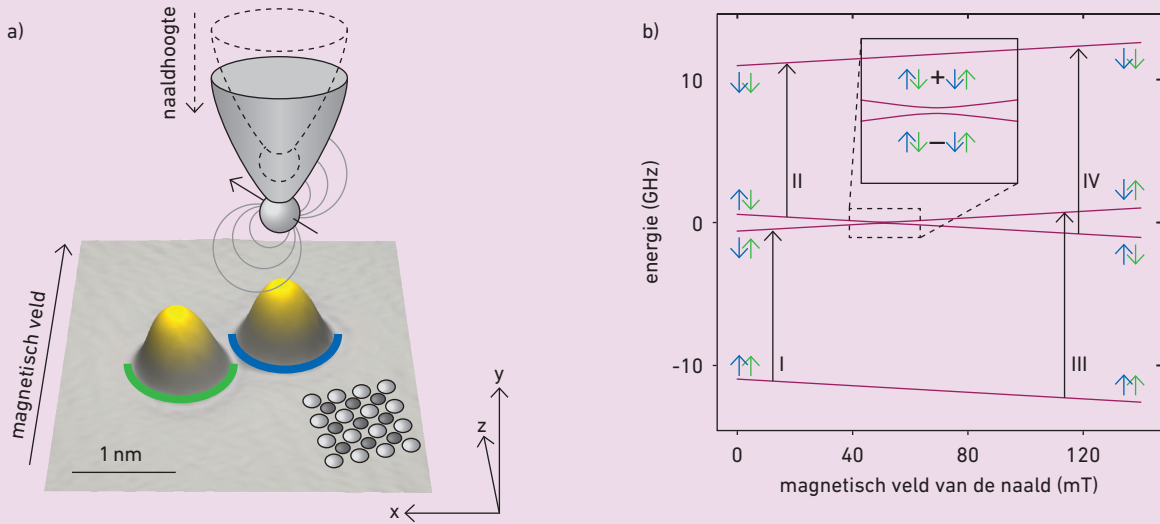 a)
naaldhoogte
magnetisch veld
1 nm
y
z
x
b)
energie (GHz)
10
0
-10
+
−
I
II
III
IV
0
40
80
120
magnetisch veld van de naald (mT)